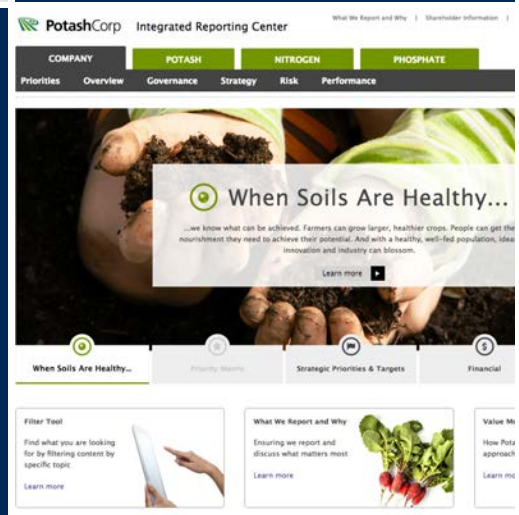 PotashCorp Integrated Reporting Center
What We Report and Why | Shareholder Information |
COMPANY POTASH NITROGEN PHOSPHATE
Priorities Overview Governance Strategy Risk Performance
When Soils Are Healthy...
...we know what can be achieved. Farmers can grow larger, healthier crops. People can get the
nourishment they need to achieve their potential. And with a healthy, well-fed population, ideas
innovation and industry can blossom.
Learn more
When Soils Are Healthy... Strategic Priorities & Targets Financial
Filter Tool
Find what you are looking
for by filtering content by
specific topic
Learn more
What We Report and Why
Ensuring we report and
discuss what matters most
Learn more
Value M
How Pota
approach
Learn mo